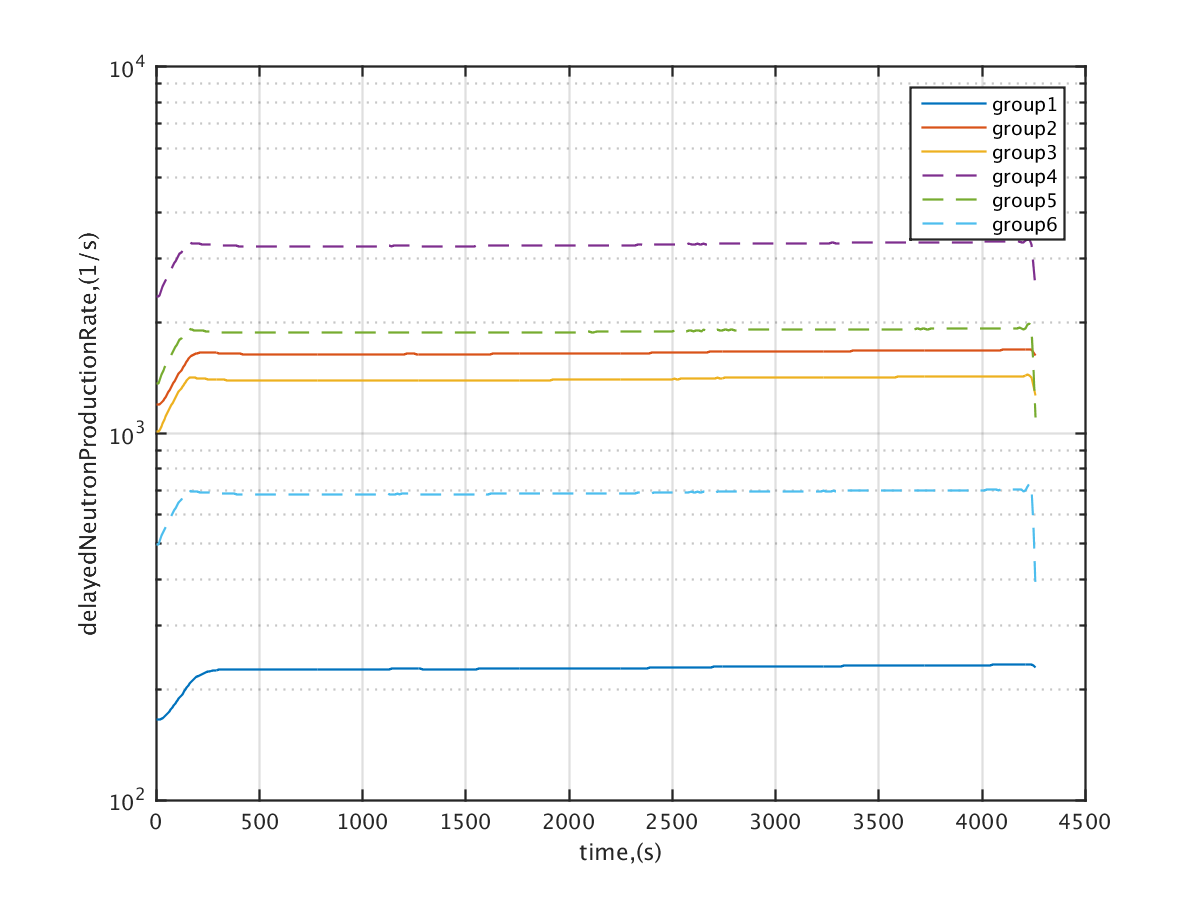 10^4
group1
group2
group3
group4
group5
group6
delayedNeutronProductionRate,(1/s)
10^3
10^2
0 500 1000 1500 2000 2500 3000 3500 4000 4500
time,(s)